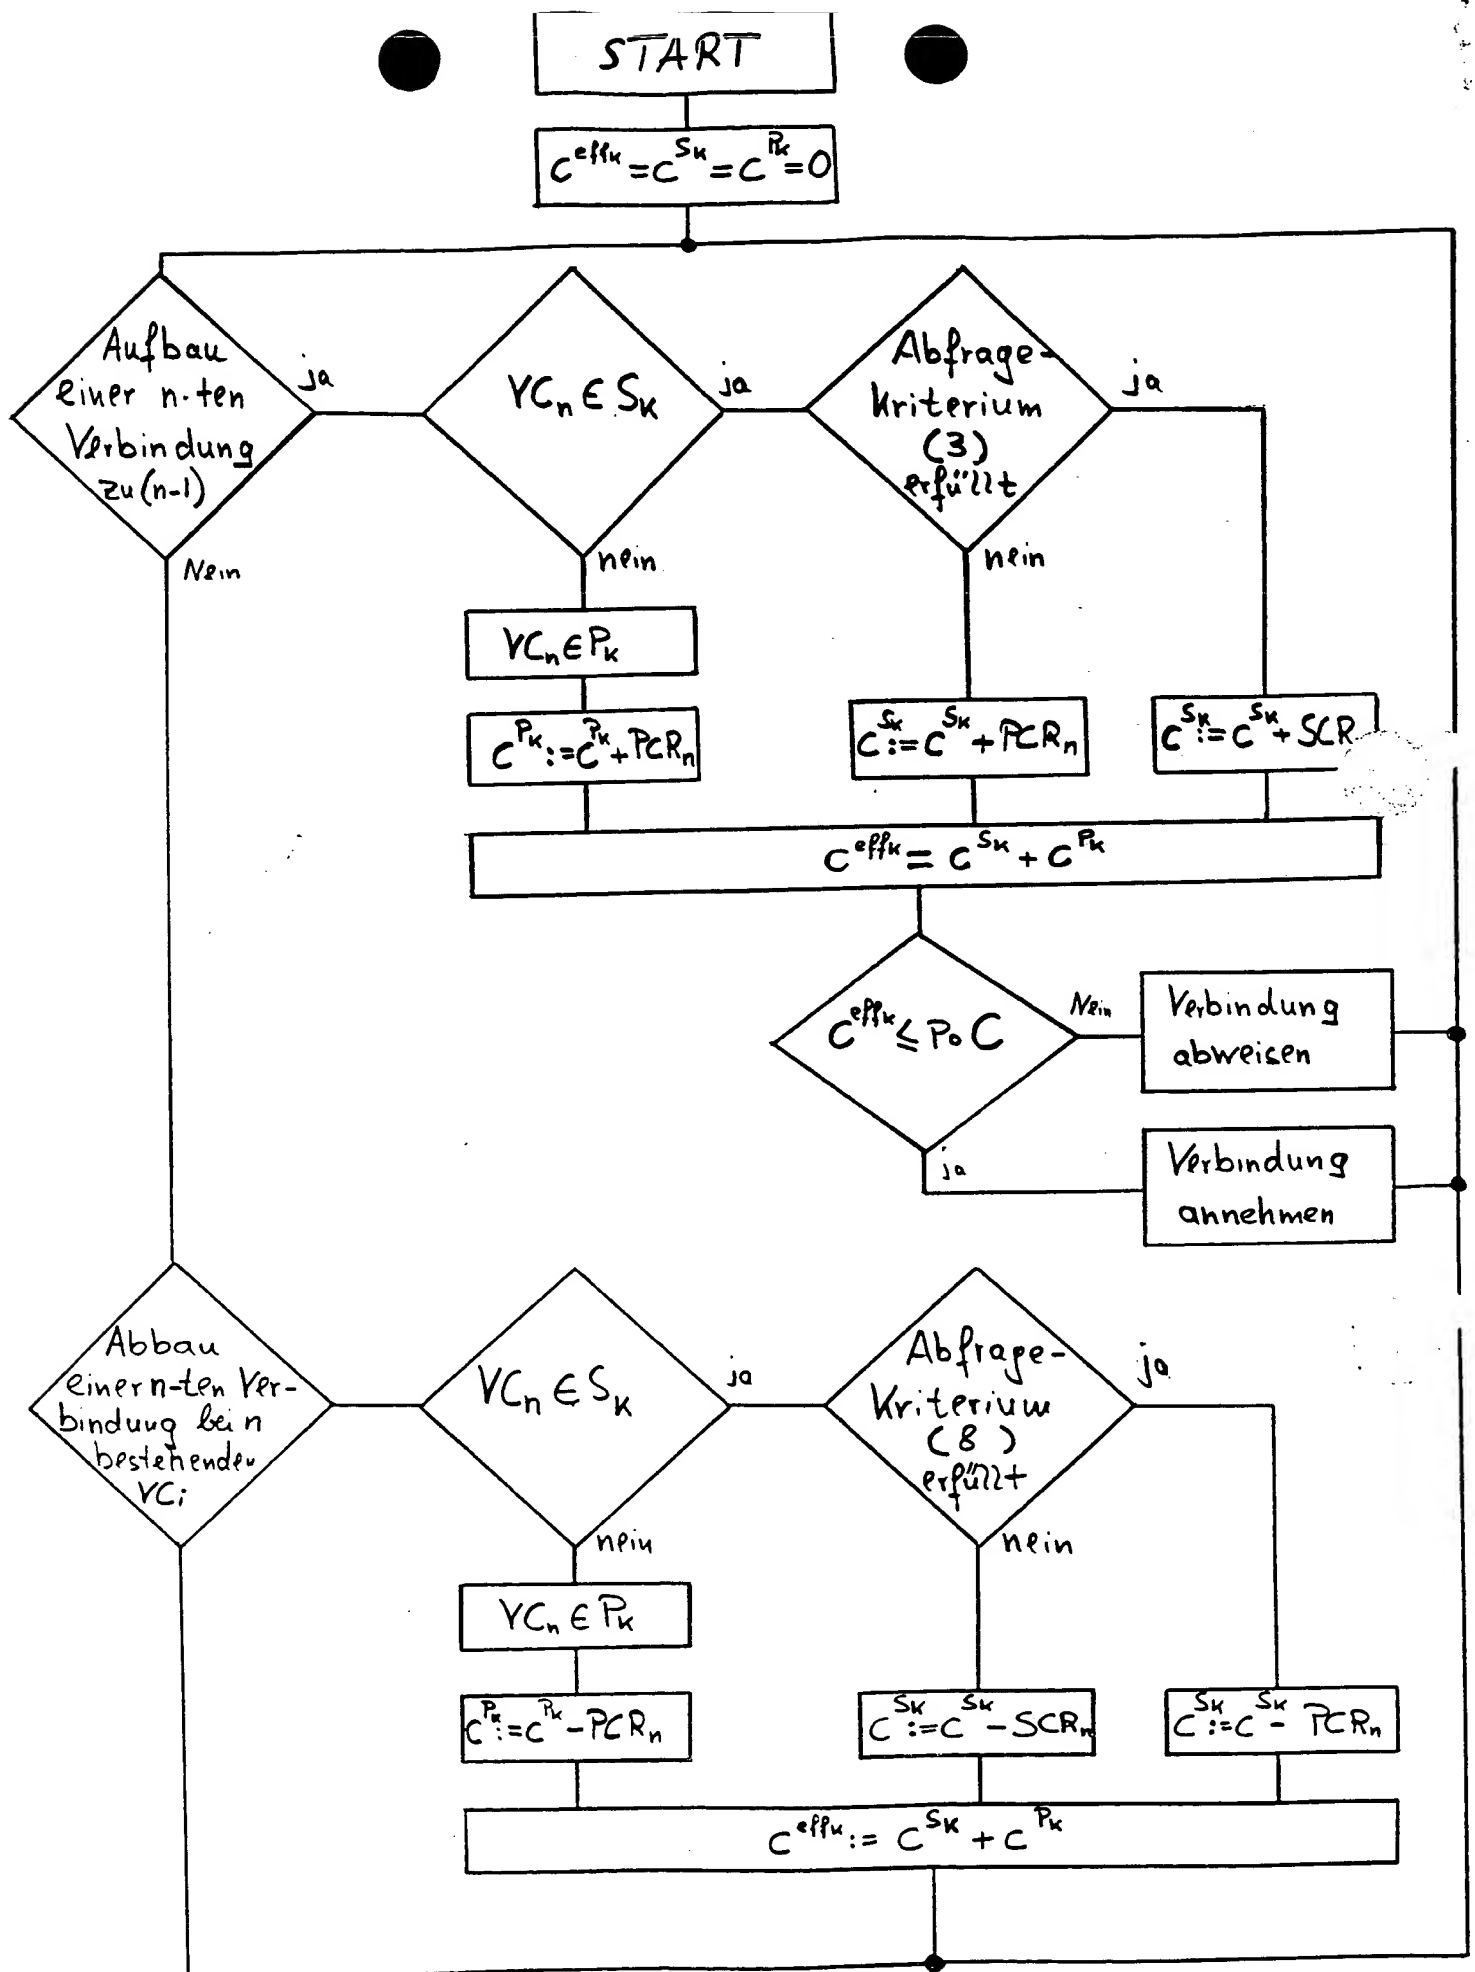 START
C^effk = C^Sk = C^Pk = 0
Aufbau
einer n-ten
Verbindung
zu (n-1)
ja
Nein
VCn ∈ Sk
ja
nein
Abfrage-
kriterium
(3)
erfüllt
ja
nein
VCn ∈ Pk
C^Pk := C^Pk + PCRn
C^Sk := C^Sk + PCRn
C^Sk := C^Sk + SCR
C^effk = C^Sk + C^Pk
C^effk ≤ Po C
Nein
ja
Verbindung
abweisen
Verbindung
annehmen
Abbau
einer n-ten Ver-
bindung bei n
bestehender
VCi
VCn ∈ Sk
ja
nein
Abfrage-
Kriterium
(8)
erfüllt
ja
nein
VCn ∈ Pk
C^Pk := C^Pk - PCRn
C^Sk := C^Sk - SCRn
C^Sk := C^Sk - PCRn
C^effk := C^Sk + C^Pk